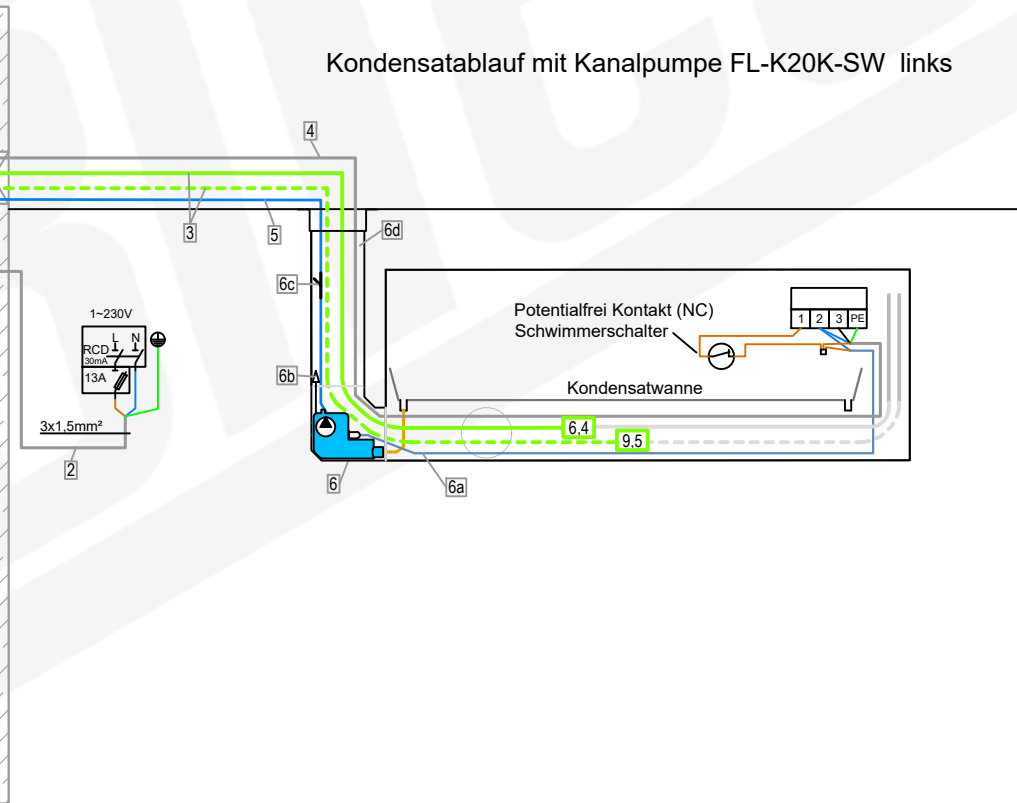 Kondensatablauf mit Kanalpumpe FL-K20K-SW links
4
3
5
6d
6c
1~230V
L N
RCD
30mA
13A
3x1,5mm²
2
6b
Potentialfrei Kontakt (NC)
Schwimmerschalter
1 2 3 PE
Kondensatwanne
6,4
9,5
6
6a